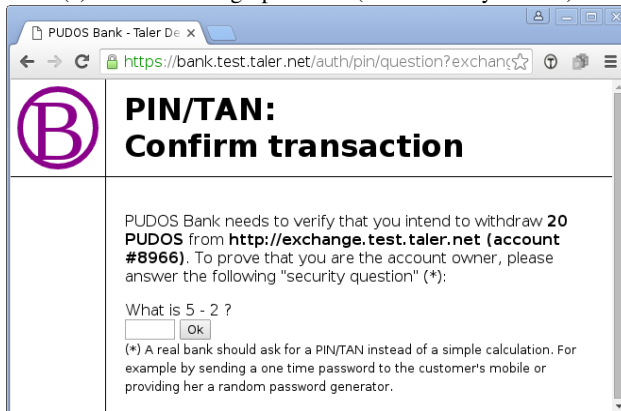 PUDOS Bank - Taler De
https://bank.test.taler.net/auth/pin/question?exchang
B
PIN/TAN:
Confirm transaction
PUDOS Bank needs to verify that you intend to withdraw 20
PUDOS from http://exchange.test.taler.net (account
#8966). To prove that you are the account owner, please
answer the following "security question" (*):
What is 5 - 2 ?
Ok
(*) A real bank should ask for a PIN/TAN instead of a simple calculation. For
example by sending a one time password to the customer's mobile or
providing her a random password generator.